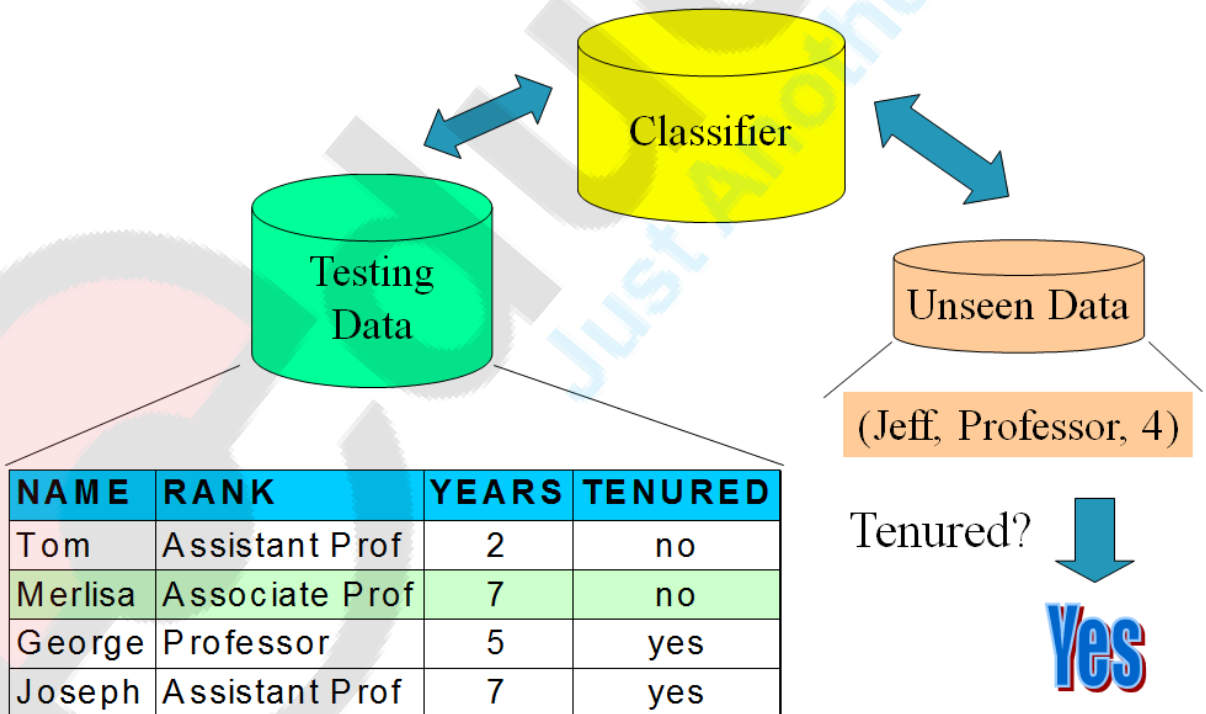 Classifier
Testing
Data
Unseen Data
(Jeff, Professor, 4)
NAME RANK YEARS TENURED
Tom Assistant Prof 2 no
Merlisa Associate Prof 7 no
George Professor 5 yes
Joseph Assistant Prof 7 yes
Tenured?
Yes
Just